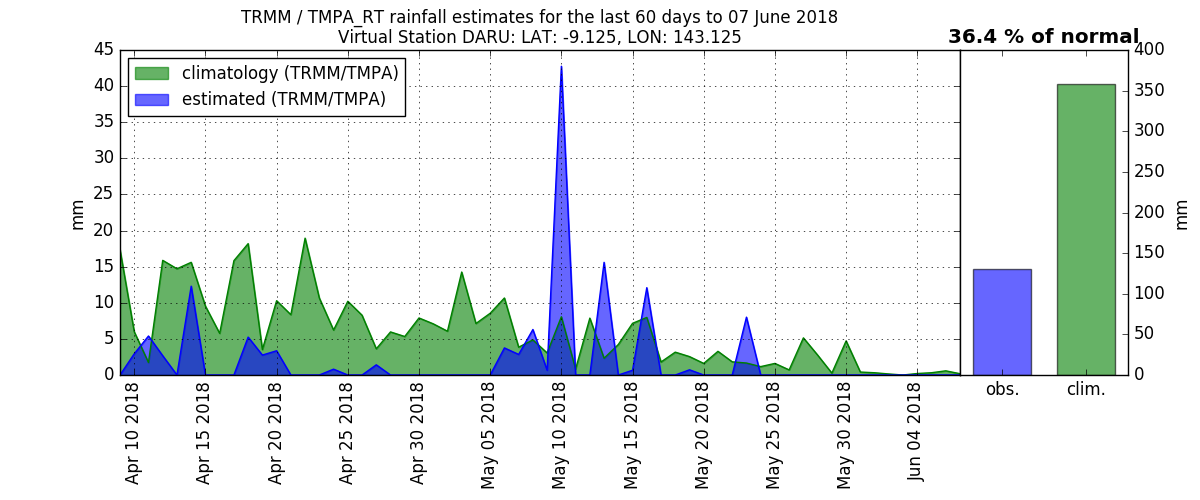 TRMM / TMPA_RT rainfall estimates for the last 60 days to 07 June 2018
Virtual Station DARU: LAT: -9.125, LON: 143.125
36.4 % of normal
climatology (TRMM/TMPA)
estimated (TRMM/TMPA)
mm
45
40
35
30
25
20
15
10
5
0
Apr 10 2018
Apr 15 2018
Apr 20 2018
Apr 25 2018
Apr 30 2018
May 05 2018
May 10 2018
May 15 2018
May 20 2018
May 25 2018
May 30 2018
Jun 04 2018
obs.
clim.
400
350
300
250
200
150
100
50
0
mm